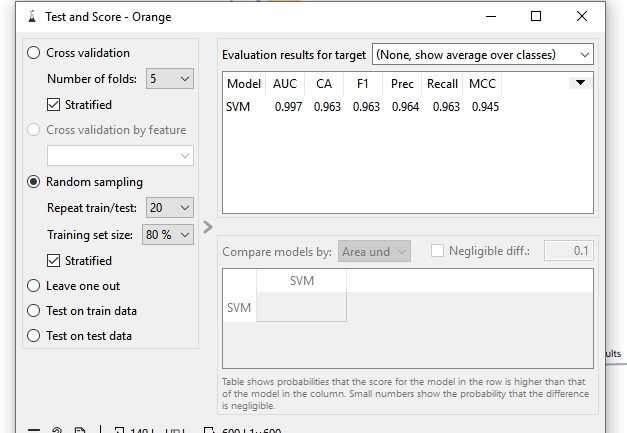 Test and Score - Orange
Cross validation
Number of folds: 5
Stratified
Cross validation by feature
Random sampling
Repeat train/test: 20
Training set size: 80 %
Stratified
Leave one out
Test on train data
Test on test data
Evaluation results for target (None, show average over classes)
Model AUC CA F1 Prec Recall MCC
SVM 0.997 0.963 0.963 0.964 0.963 0.945
Compare models by: Area und
Negligible diff.: 0.1
SVM
SVM
Table shows probabilities that the score for the model in the row is higher than that
of the model in the column. Small numbers show the probability that the difference
is negligible.
ults